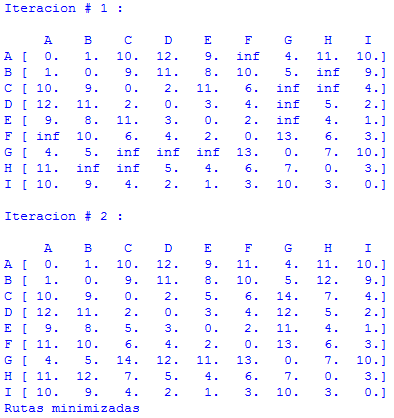 Iteracion # 1 :
A B C D E F G H I
A [ 0. 1. 10. 12. 9. inf 4. 11. 10.]
B [ 1. 0. 9. 11. 8. 10. 5. inf 9.]
C [ 10. 9. 0. 2. 11. 6. inf inf 4.]
D [ 12. 11. 2. 0. 3. 4. inf 5. 2.]
E [ 9. 8. 11. 3. 0. 2. inf 4. 1.]
F [ inf 10. 6. 4. 2. 0. 13. 6. 3.]
G [ 4. 5. inf inf inf 13. 0. 7. 10.]
H [ 11. inf inf 5. 4. 6. 7. 0. 3.]
I [ 10. 9. 4. 2. 1. 3. 10. 3. 0.]
Iteracion # 2 :
A B C D E F G H I
A [ 0. 1. 10. 12. 9. 11. 4. 11. 10.]
B [ 1. 0. 9. 11. 8. 10. 5. 12. 9.]
C [ 10. 9. 0. 2. 5. 6. 14. 7. 4.]
D [ 12. 11. 2. 0. 3. 4. 12. 5. 2.]
E [ 9. 8. 5. 3. 0. 2. 11. 4. 1.]
F [ 11. 10. 6. 4. 2. 0. 13. 6. 3.]
G [ 4. 5. 14. 12. 11. 13. 0. 7. 10.]
H [ 11. 12. 7. 5. 4. 6. 7. 0. 3.]
I [ 10. 9. 4. 2. 1. 3. 10. 3. 0.]
Rutas minimizadas